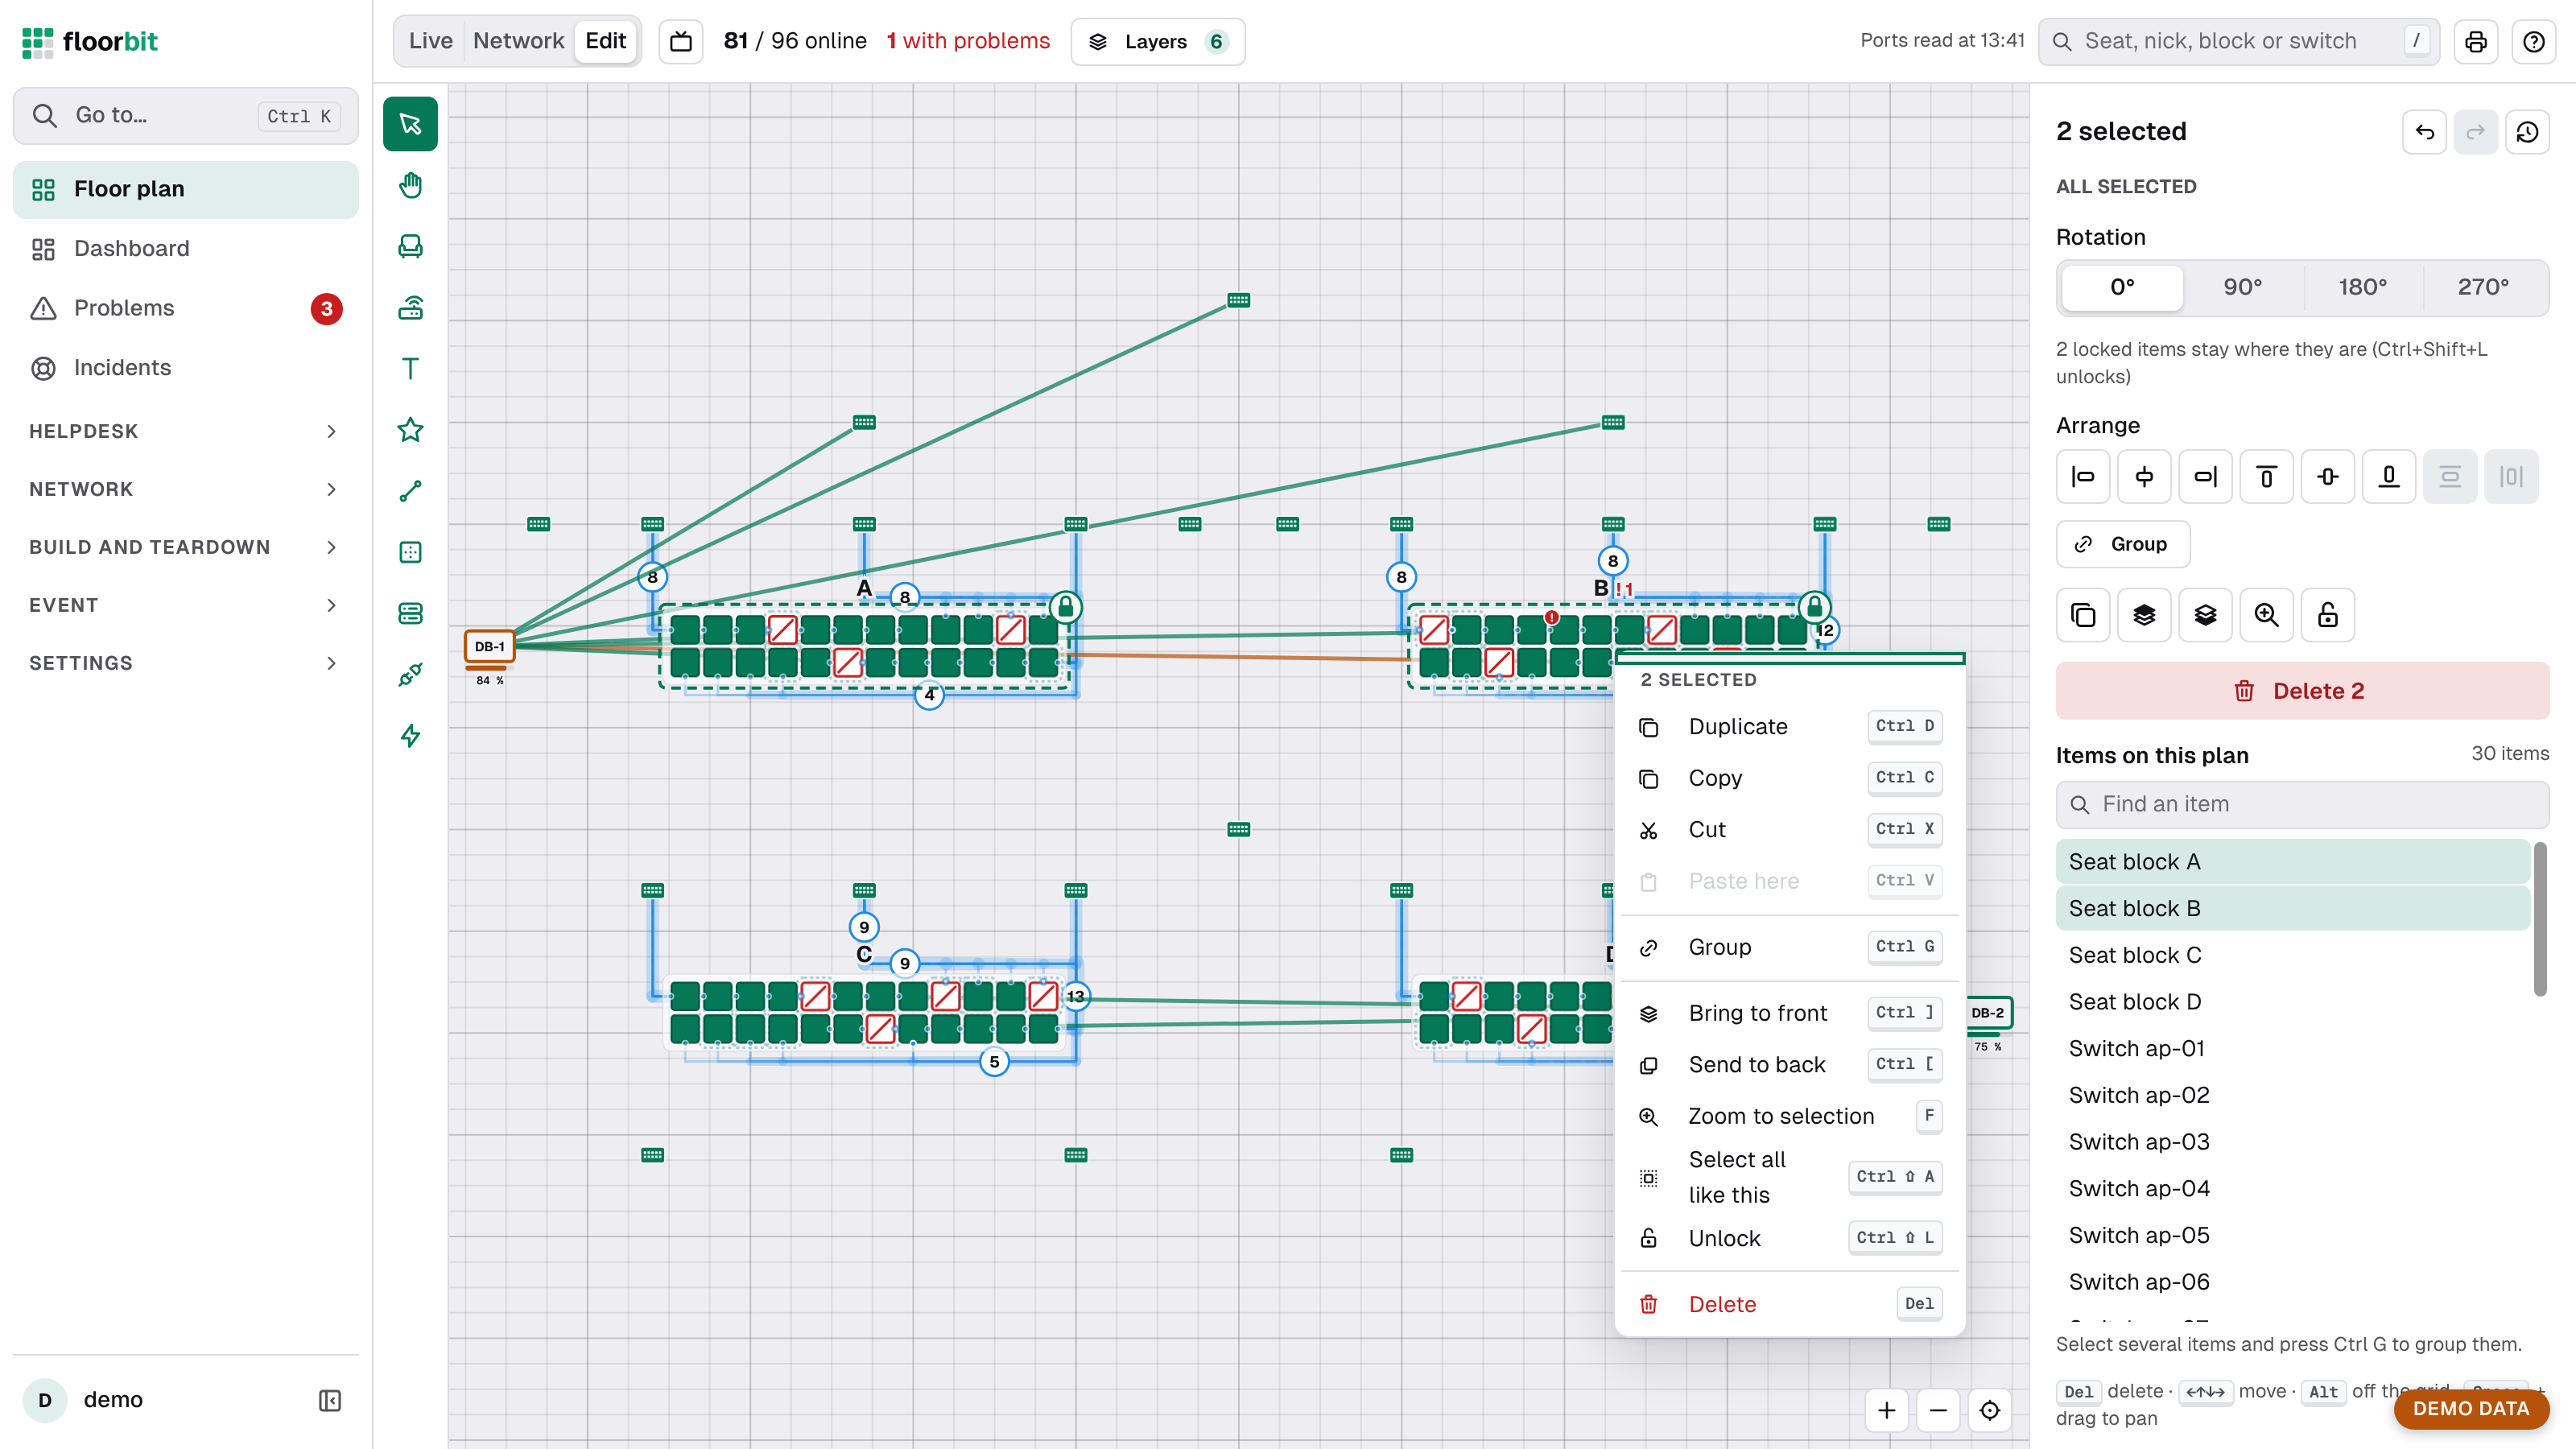 floorbit
Go to...
Ctrl K
Floor plan
Dashboard
Problems
3
Incidents
HELPDESK
NETWORK
BUILD AND TEARDOWN
EVENT
SETTINGS
D
demo
Live
Network
Edit
81 / 96 online
1 with problems
Layers
6
Ports read at 13:41
Seat, nick, block or switch
/
DB-1
84 %
8
A
8
4
8
8
B
!1
!
12
9
C
9
13
5
DB-2
75 %
2 SELECTED
Duplicate
Ctrl D
Copy
Ctrl C
Cut
Ctrl X
Paste here
Ctrl V
Group
Ctrl G
Bring to front
Ctrl ]
Send to back
Ctrl [
Zoom to selection
F
Select all
like this
Ctrl ⇧ A
Unlock
Ctrl ⇧ L
Delete
Del
2 selected
ALL SELECTED
Rotation
0°
90°
180°
270°
2 locked items stay where they are (Ctrl+Shift+L
unlocks)
Arrange
Group
Delete 2
Items on this plan
30 items
Find an item
Seat block A
Seat block B
Seat block C
Seat block D
Switch ap-01
Switch ap-02
Switch ap-03
Switch ap-04
Switch ap-05
Switch ap-06
Select several items and press Ctrl G to group them.
Del delete · ←↑↓→ move · Alt off the grid · +
drag to pan
DEMO DATA